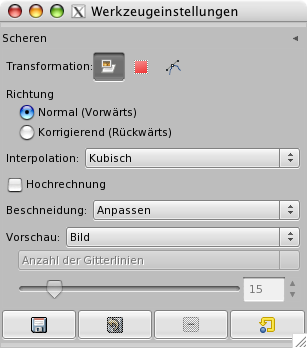 Werkzeugeinstellungen
Scheren
Transformation:
Richtung
Normal (Vorwärts)
Korrigierend (Rückwärts)
Interpolation: Kubisch
Hochrechnung
Beschneidung: Anpassen
Vorschau: Bild
Anzahl der Gitterlinien
15